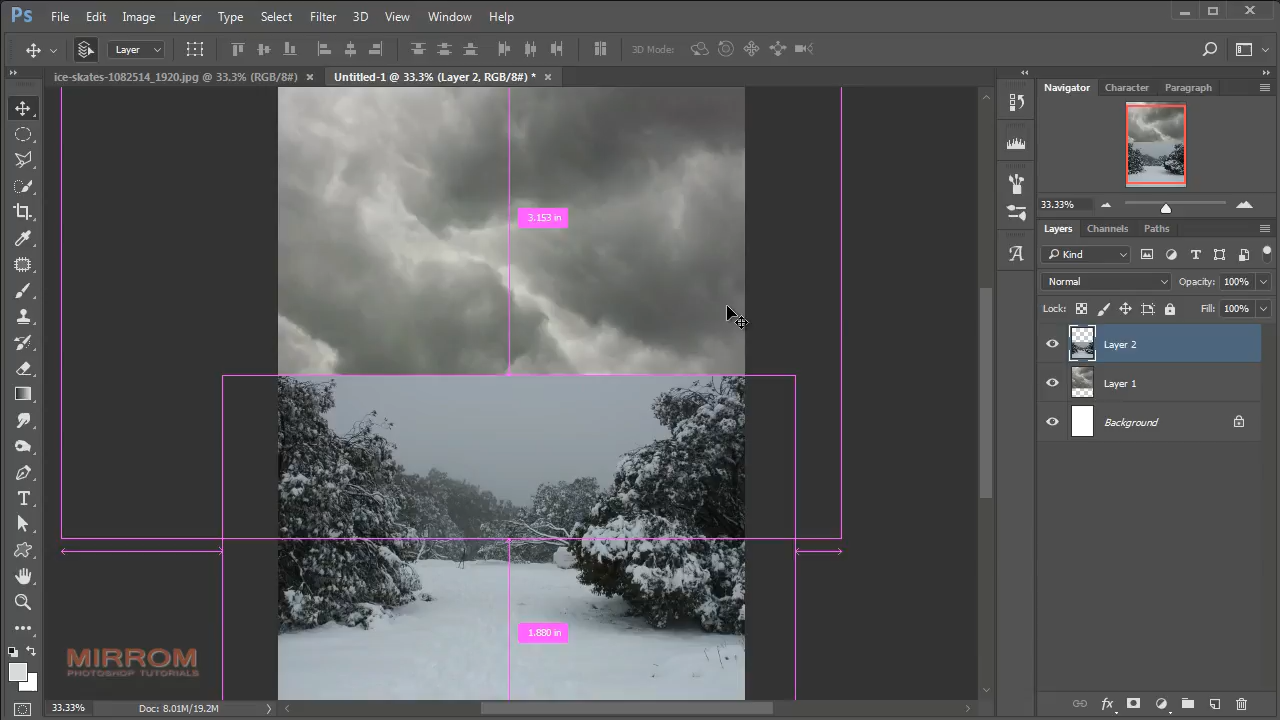 Ps File Edit Image Layer Type Select Filter 3D View Window Help
Layer 3D Mode:
ice-skates-1082514_1920.jpg @ 33.3% (RGB/8#) × Untitled-1 @ 33.3% (Layer 2, RGB/8#) * ×
Navigator Character Paragraph
33.33%
Layers Channels Paths
Kind
Normal Opacity: 100%
Lock: Fill: 100%
Layer 2
Layer 1
Background
3.153 in
1.880 in
MIRROM
PHOTOSHOP TUTORIALS
33.33% Doc: 8.01M/19.2M